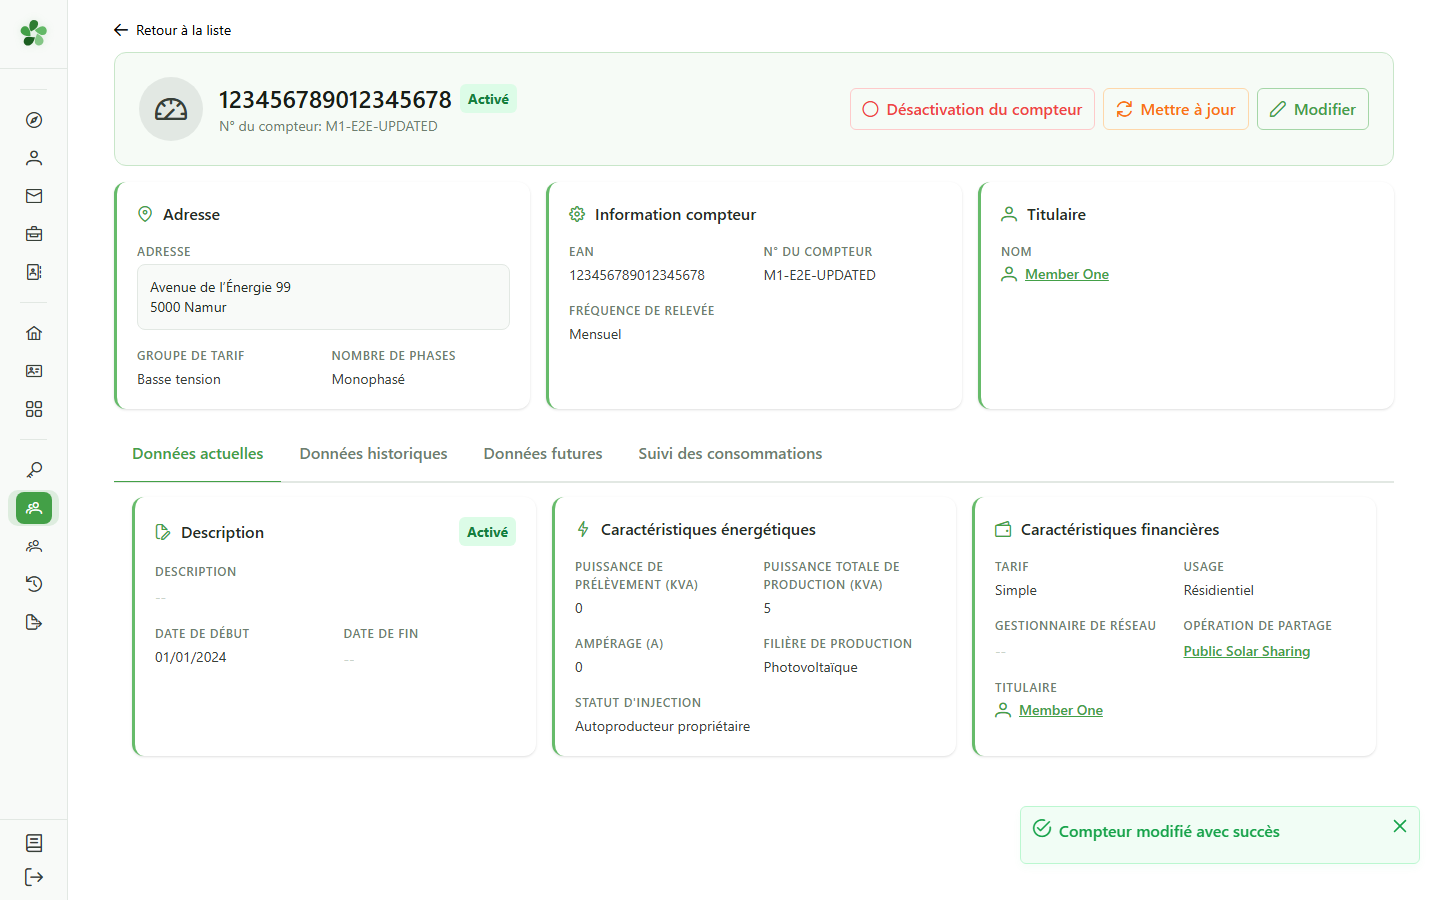 Retour à la liste
123456789012345678 Activé
N° du compteur: M1-E2E-UPDATED
Désactivation du compteur
Mettre à jour
Modifier
Adresse
ADRESSE
Avenue de l'Énergie 99
5000 Namur
GROUPE DE TARIF
Basse tension
NOMBRE DE PHASES
Monophasé
Information compteur
EAN
123456789012345678
N° DU COMPTEUR
M1-E2E-UPDATED
FRÉQUENCE DE RELEVÉE
Mensuel
Titulaire
NOM
Member One
Données actuelles
Données historiques
Données futures
Suivi des consommations
Description
Activé
DESCRIPTION
--
DATE DE DÉBUT
01/01/2024
DATE DE FIN
--
Caractéristiques énergétiques
PUISSANCE DE
PRÉLÈVEMENT (KVA)
0
PUISSANCE TOTALE DE
PRODUCTION (KVA)
5
AMPÉRAGE (A)
0
FILIÈRE DE PRODUCTION
Photovoltaïque
STATUT D'INJECTION
Autoproducteur propriétaire
Caractéristiques financières
TARIF
Simple
USAGE
Résidientiel
GESTIONNAIRE DE RÉSEAU
--
OPÉRATION DE PARTAGE
Public Solar Sharing
TITULAIRE
Member One
Compteur modifié avec succès